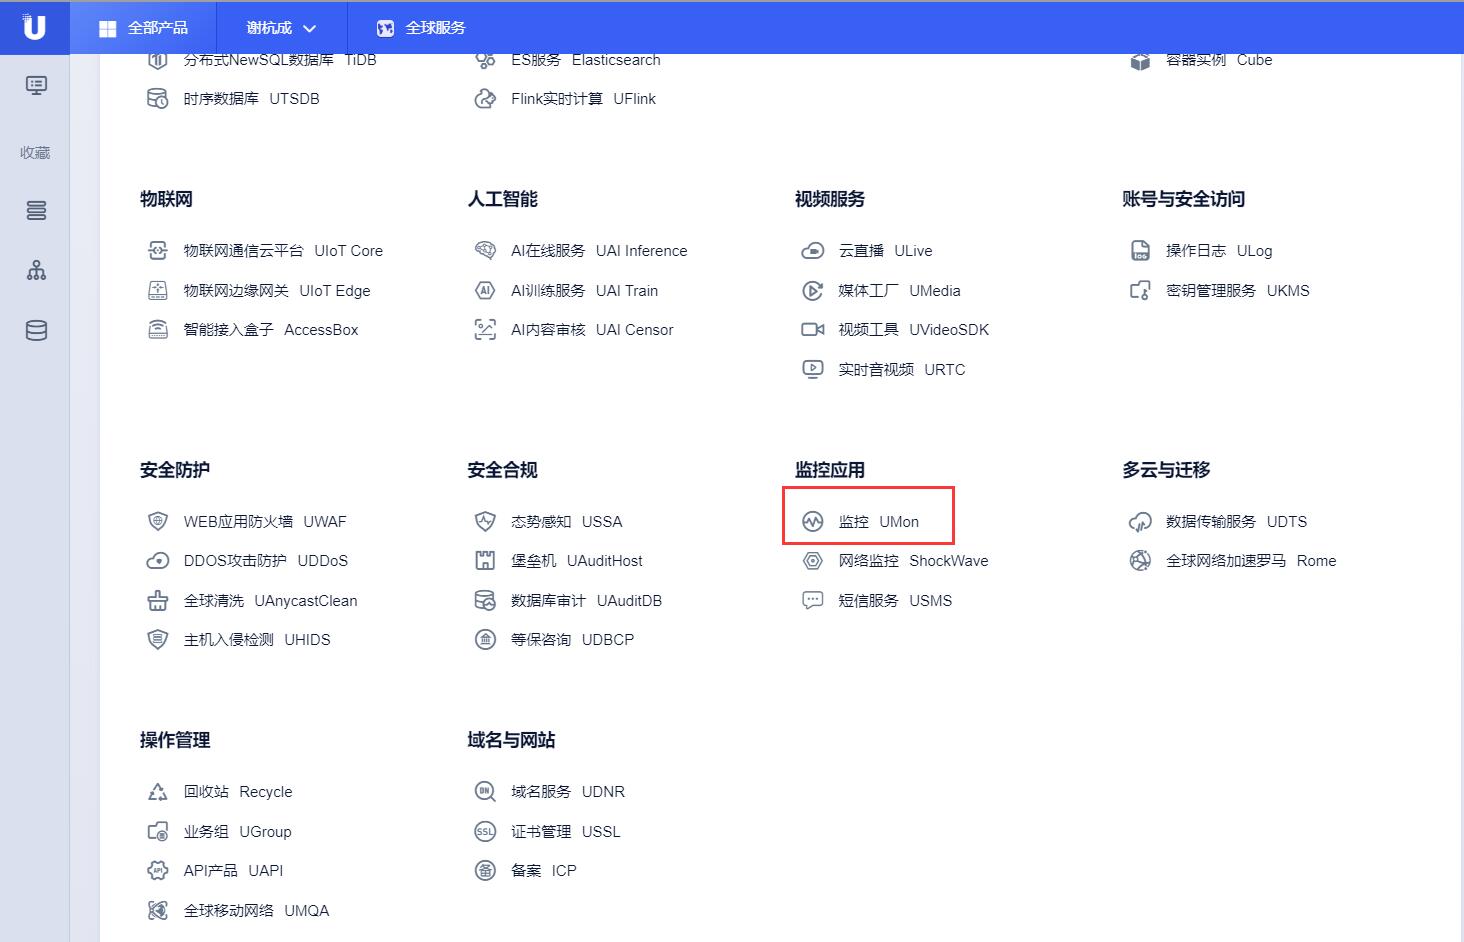 U 全部产品 谢杭成 全球服务
收藏
分布式NewSQL数据库 TiDB
时序数据库 UTSDB
ES服务 Elasticsearch
Flink实时计算 UFlink
容器实例 Cube
物联网
物联网通信云平台 UIoT Core
物联网边缘网关 UIoT Edge
智能接入盒子 AccessBox
人工智能
AI在线服务 UAI Inference
AI训练服务 UAI Train
AI内容审核 UAI Censor
视频服务
云直播 ULive
媒体工厂 UMedia
视频工具 UVideoSDK
实时音视频 URTC
账号与安全访问
操作日志 ULog
密钥管理服务 UKMS
安全防护
WEB应用防火墙 UWAF
DDOS攻击防护 UDDoS
全球清洗 UAnycastClean
主机入侵检测 UHIDS
安全合规
态势感知 USSA
堡垒机 UAuditHost
数据库审计 UAuditDB
等保咨询 UDBCP
监控应用
监控 UMon
网络监控 ShockWave
短信服务 USMS
多云与迁移
数据传输服务 UDTS
全球网络加速罗马 Rome
操作管理
回收站 Recycle
业务组 UGroup
API产品 UAPI
全球移动网络 UMQA
域名与网站
域名服务 UDNR
证书管理 USSL
备案 ICP